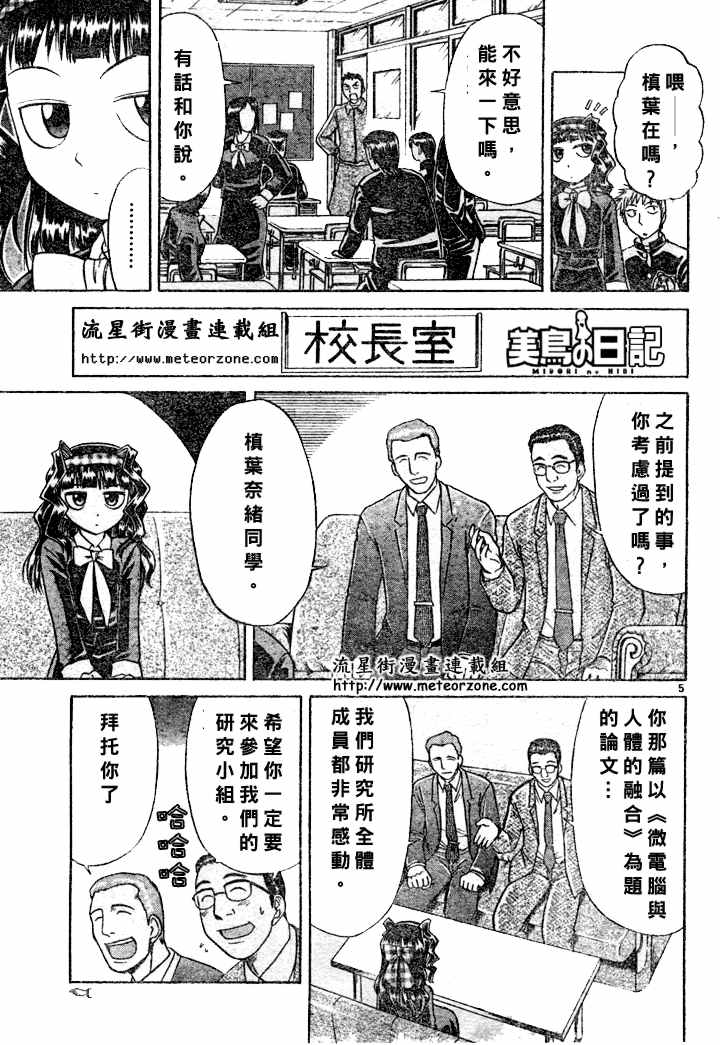 喂──，
槙葉在嗎?
不好意思，
能來一下嗎。
有話和你說。
………
流星街漫畫連載組
http://www.meteorzone.com
校長室
美鳥の日記
MIDORI no HIBI
之前提到的事，
你考慮過了嗎?
槙葉奈緒同學。
流星街漫畫連載組
http://www.meteorzone.com
5
你那篇以《微電腦與
人體的融合》為題
的論文…
我們研究所全體
成員都非常感動。
希望你一定要
來參加我們的
研究小組。
哈哈哈
拜托你了